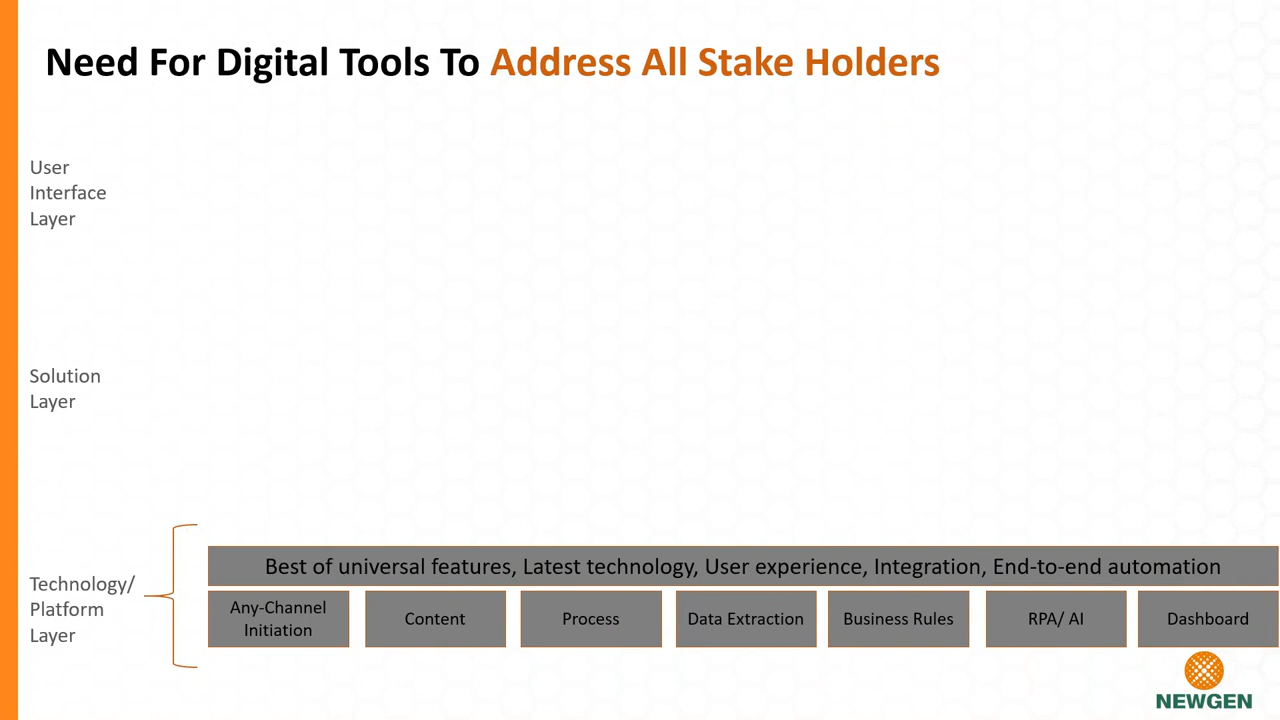 Need For Digital Tools To Address All Stake Holders
User
Interface
Layer
Solution
Layer
Technology/
Platform
Layer
Best of universal features, Latest technology, User experience, Integration, End-to-end automation
Any-Channel
Initiation
Content
Process
Data Extraction
Business Rules
RPA/ AI
Dashboard
NEWGEN